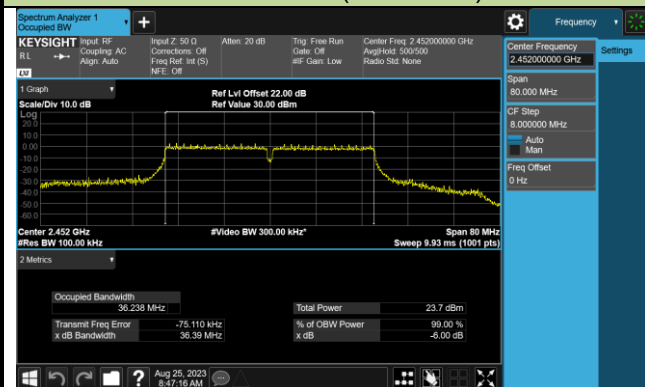 Spectrum Analyzer 1
Occupied BW
+
Frequency
KEYSIGHT
R L
LXI
Input: RF
Coupling: AC
Align: Auto
Input Z: 50 Ω
Corrections: Off
Freq Ref: Int (S)
NFE: Off
Atten: 20 dB
Trig: Free Run
Gate: Off
#IF Gain: Low
Center Freq: 2.452000000 GHz
Avg|Hold: 500/500
Radio Std: None
Center Frequency
2.452000000 GHz
Settings
Span
80.000 MHz
CF Step
8.000000 MHz
Auto
Man
Freq Offset
0 Hz
1 Graph
Scale/Div 10.0 dB
Ref Lvl Offset 22.00 dB
Ref Value 30.00 dBm
Log
20.0
10.0
0.00
-10.0
-20.0
-30.0
-40.0
-50.0
-60.0
Center 2.452 GHz
#Video BW 300.00 kHz*
Span 80 MHz
#Res BW 100.00 kHz
Sweep 9.93 ms (1001 pts)
2 Metrics
Occupied Bandwidth
36.238 MHz
Total Power 23.7 dBm
Transmit Freq Error -75.110 kHz
% of OBW Power 99.00 %
x dB Bandwidth 36.39 MHz
x dB -6.00 dB
?
Aug 25, 2023
8:47:16 AM